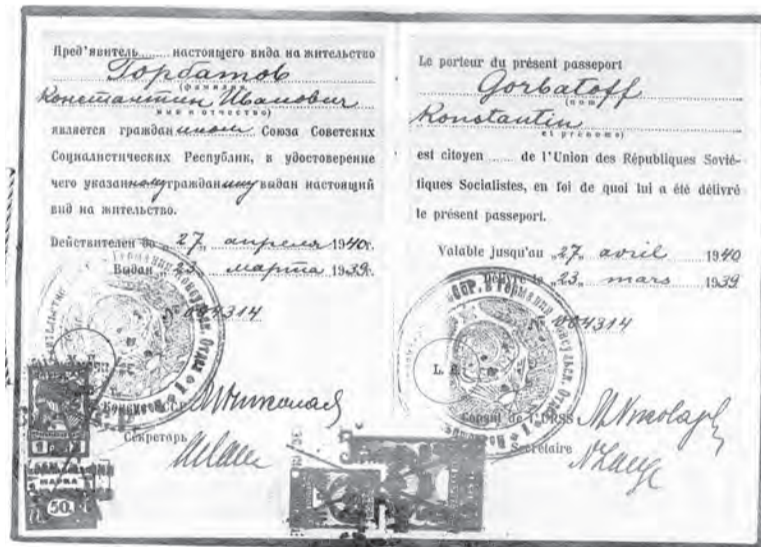 Пред'явитель ........ настоящего вида на жительство
Горбатов
(фамилия)
Константин Иванович
имя и отчество)
является гражданином Союза Советских
Социалистических Республик, в удостоверение
чего указанному гражданину выдан настоящий
вид на жительство.
Действителен до „27„ апреля 1940г.
Выдан „23„ марта 1939г.
№ 004314
М. П.
Секретарь
МАРКА
50
Le porteur du présent passeport
Gorbatoff
(nom
Konstantin
et prénoms)
est citoyen ...... de l'Union des Républiques Sovié-
tiques Socialistes, en foi de quoi lui a été délivré
le présent passeport.
Valable jusqu'au „27„ avril 1940
Délivré le „23„ mars 1939
№ 004314
L. S.
Consul de l'URSS
Secrétaire